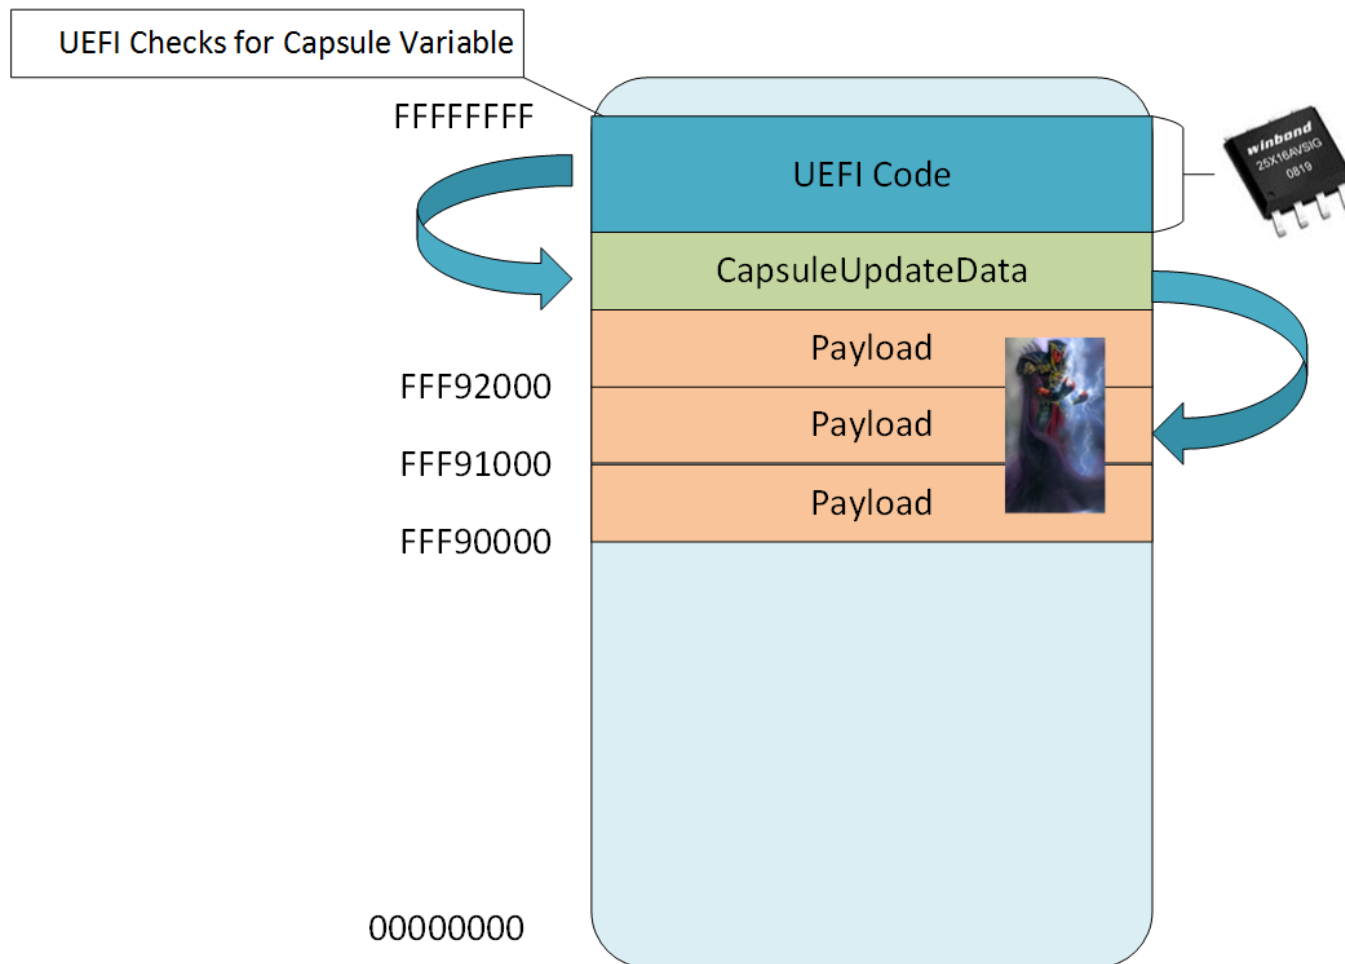 UEFI Checks for Capsule Variable
FFFFFFFF
UEFI Code
winbond
25X16AVSIG
0819
CapsuleUpdateData
Payload
FFF92000
Payload
FFF91000
Payload
FFF90000
00000000